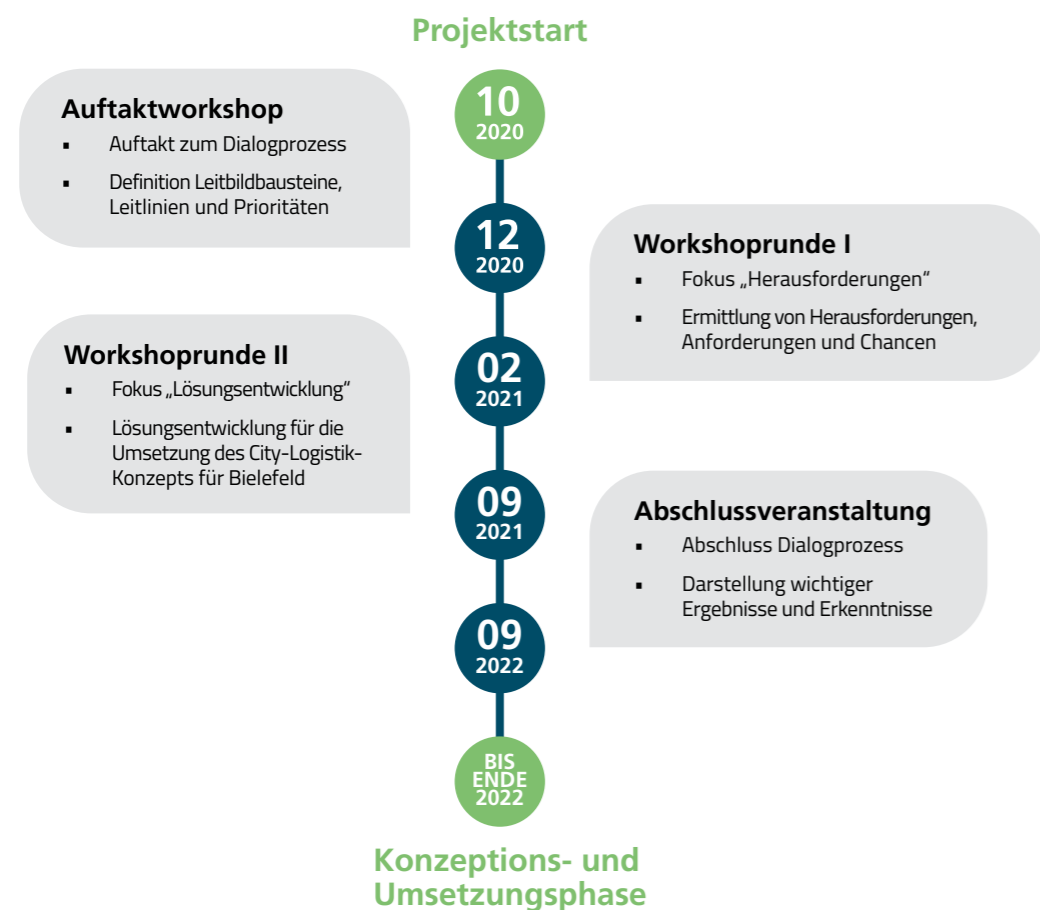 Projektstart
10
2020
Auftaktworkshop
▪ Auftakt zum Dialogprozess
▪ Definition Leitbildbausteine,
Leitlinien und Prioritäten
12
2020
Workshoprunde I
▪ Fokus „Herausforderungen“
▪ Ermittlung von Herausforderungen,
Anforderungen und Chancen
02
2021
Workshoprunde II
▪ Fokus „Lösungsentwicklung“
▪ Lösungsentwicklung für die
Umsetzung des City-Logistik-
Konzepts für Bielefeld
09
2021
Abschlussveranstaltung
▪ Abschluss Dialogprozess
▪ Darstellung wichtiger
Ergebnisse und Erkenntnisse
09
2022
BIS
ENDE
2022
Konzeptions- und
Umsetzungsphase